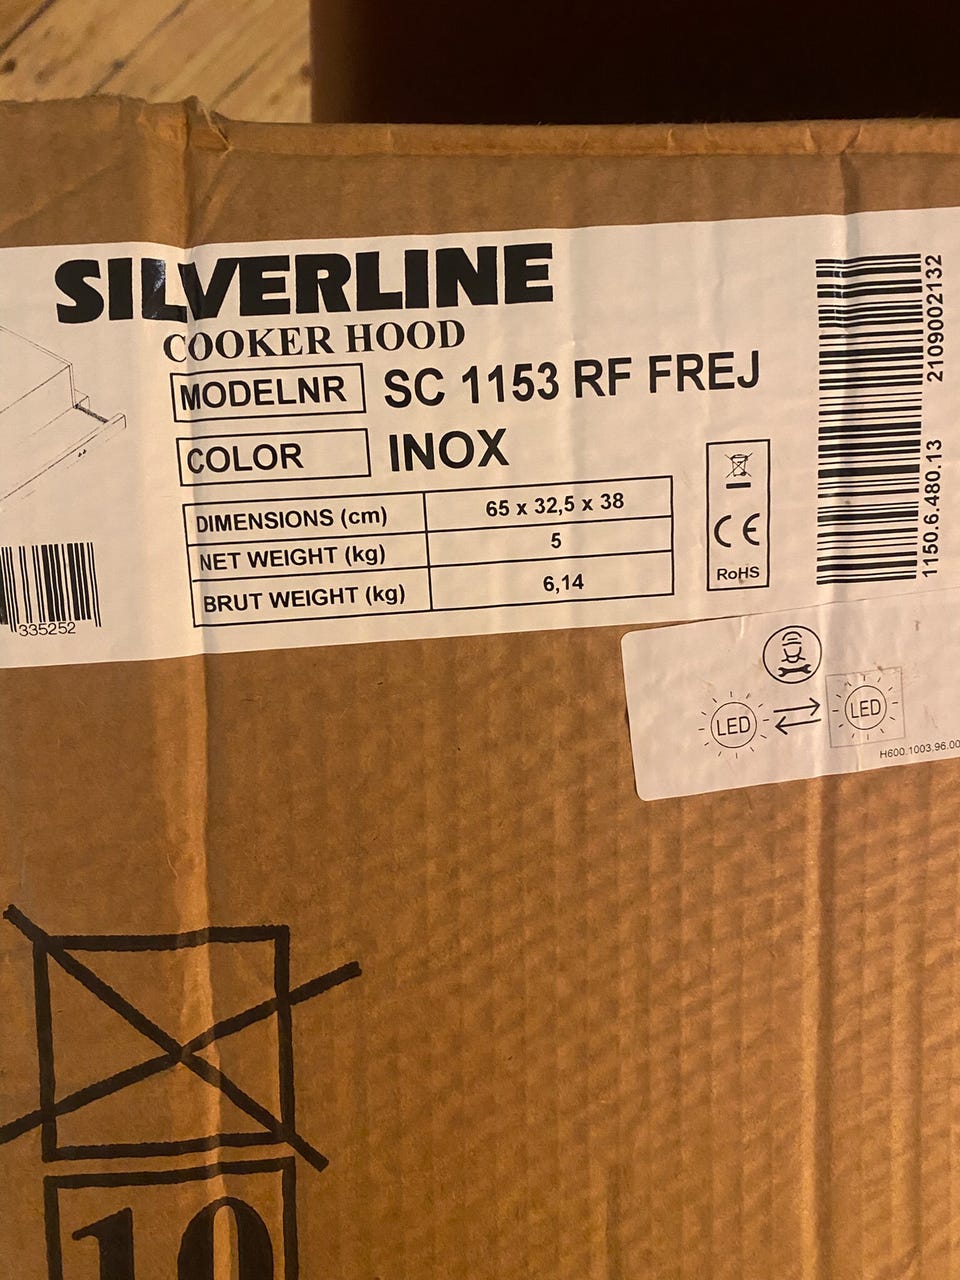 SILVERLINE
COOKER HOOD
MODELNR SC 1153 RF FREJ
COLOR INOX
DIMENSIONS (cm) 65 x 32,5 x 38
NET WEIGHT (kg) 5
BRUT WEIGHT (kg) 6,14
CE
RoHS
1150.6.480.13 2109002132
335252
LED LED
H600.1003.96.00
10